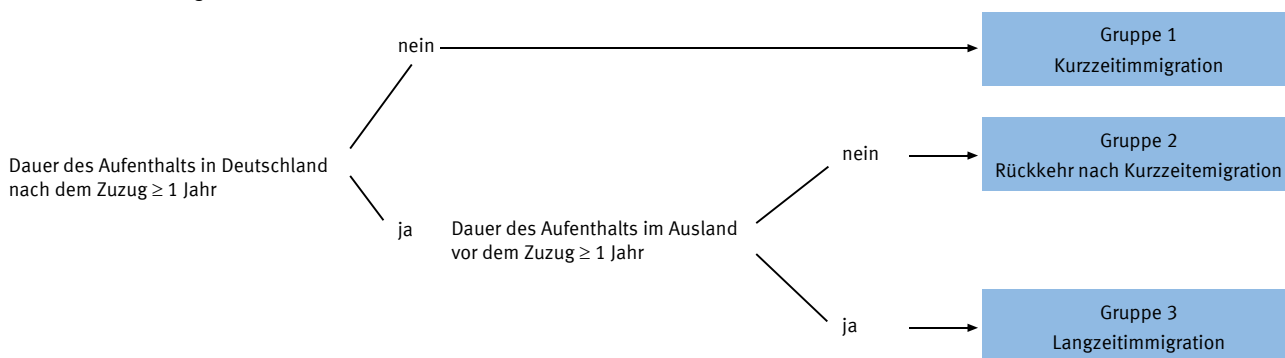 nein
Gruppe 1
Kurzzeitimmigration
Dauer des Aufenthalts in Deutschland
nach dem Zuzug ≥ 1 Jahr
nein
Gruppe 2
Rückkehr nach Kurzzeitemigration
ja
Dauer des Aufenthalts im Ausland
vor dem Zuzug ≥ 1 Jahr
ja
Gruppe 3
Langzeitimmigration